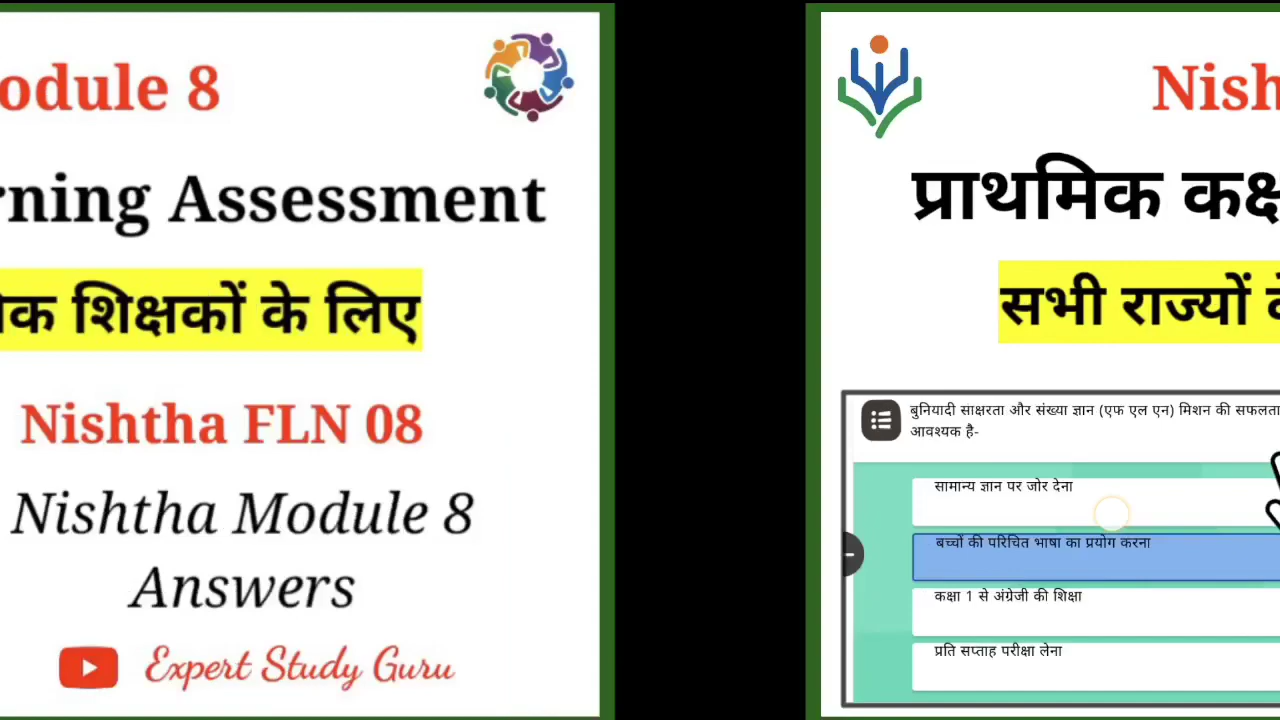 odule 8
rning Assessment
क शिक्षकों के लिए
Nishtha FLN 08
Nishtha Module 8
Answers
Expert Study Guru
Nish
प्राथमिक कक्ष
सभी राज्यों के
बुनियादी साक्षरता और संख्या ज्ञान (एफ एल एन) मिशन की सफलता
आवश्यक है-
सामान्य ज्ञान पर जोर देना
बच्चों की परिचित भाषा का प्रयोग करना
कक्षा 1 से अंग्रेजी की शिक्षा
प्रति सप्ताह परीक्षा लेना